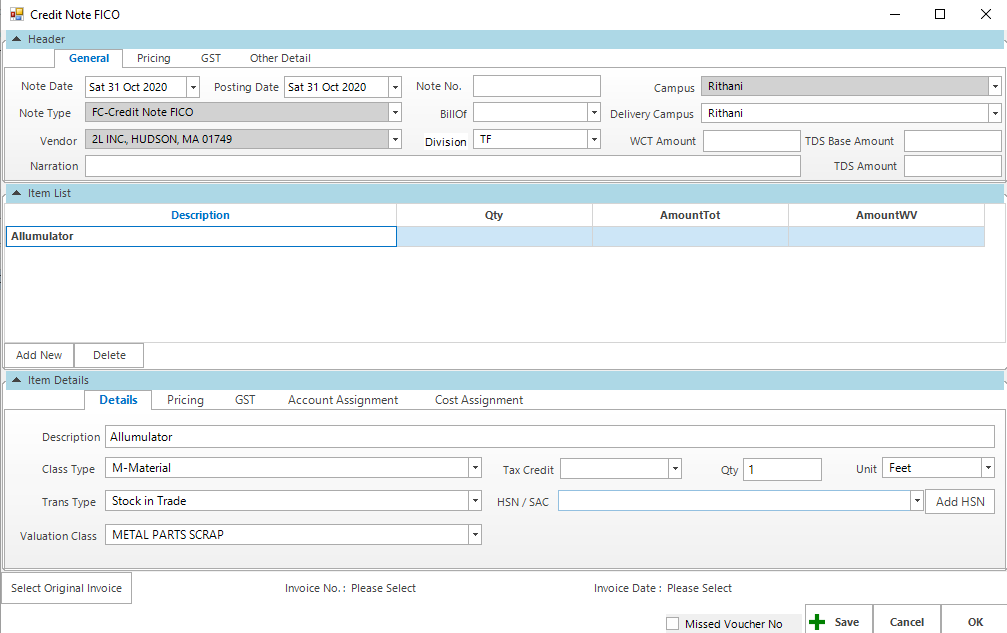 Credit Note FICO
Header
General Pricing GST Other Detail
Note Date Sat 31 Oct 2020 Posting Date Sat 31 Oct 2020 Note No. Campus Rithani
Note Type FC-Credit Note FICO BillOf Delivery Campus Rithani
Vendor 2L INC., HUDSON, MA 01749 Division TF WCT Amount TDS Base Amount
Narration TDS Amount
Item List
Description Qty AmountTot AmountWV
Allumulator
Add New Delete
Item Details
Details Pricing GST Account Assignment Cost Assignment
Description Allumulator
Class Type M-Material Tax Credit Qty 1 Unit Feet
Trans Type Stock in Trade HSN / SAC Add HSN
Valuation Class METAL PARTS SCRAP
Select Original Invoice Invoice No. : Please Select Invoice Date : Please Select
Missed Voucher No Save Cancel OK